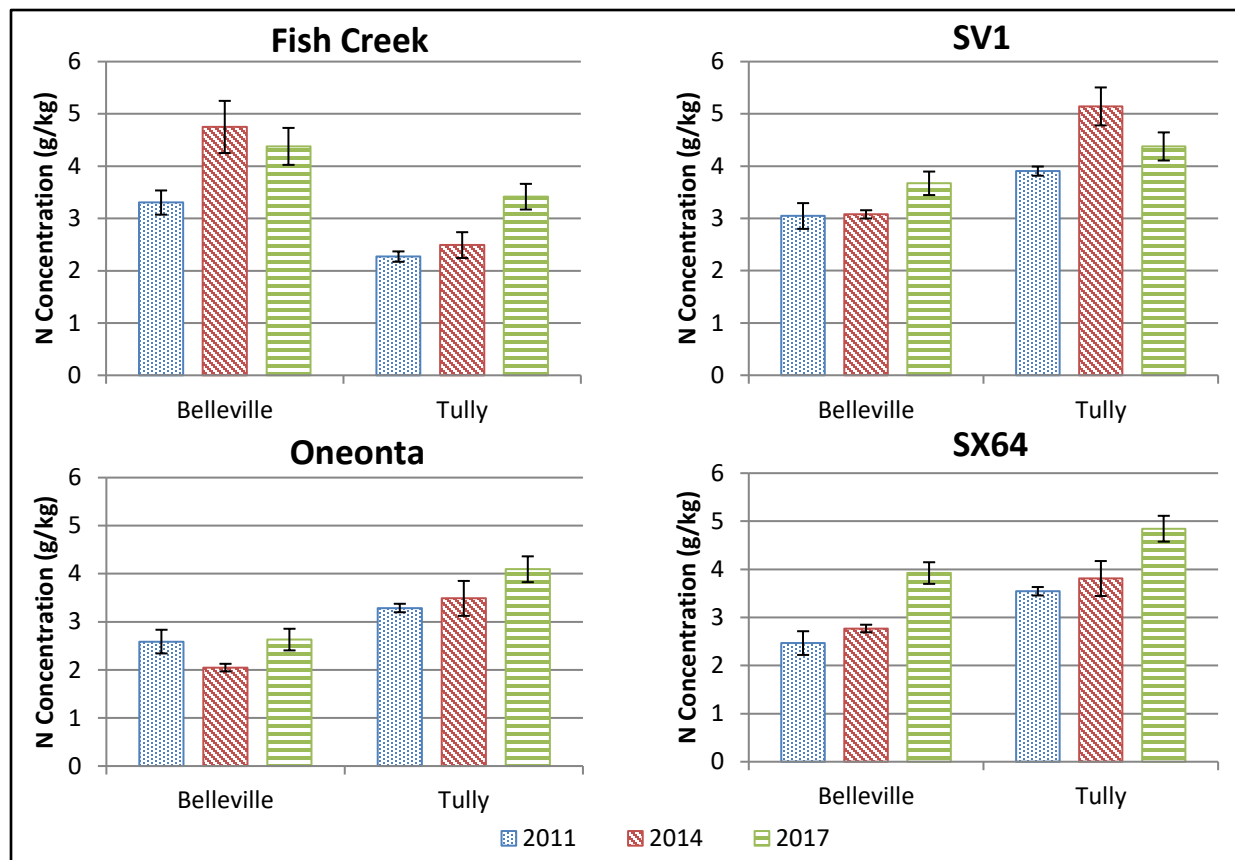 Fish Creek
N Concentration (g/kg)
6
5
4
3
2
1
0
Belleville Tully
SV1
N Concentration (g/kg)
6
5
4
3
2
1
0
Belleville Tully
Oneonta
N Concentration (g/kg)
6
5
4
3
2
1
0
Belleville Tully
SX64
N Concentration (g/kg)
6
5
4
3
2
1
0
Belleville Tully
2011 2014 2017